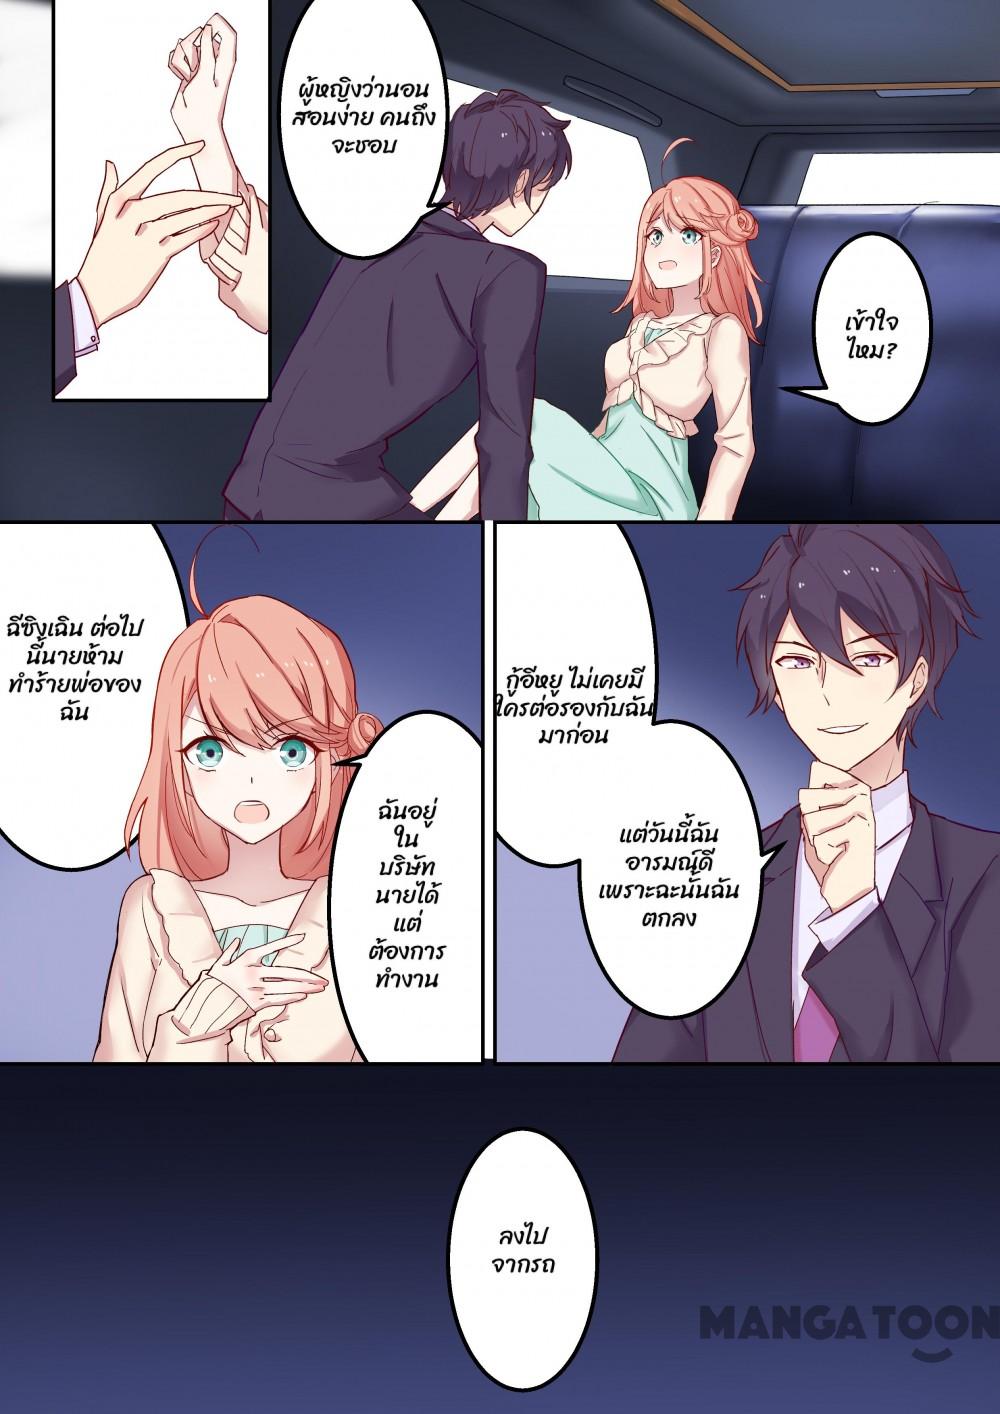 ผู้หญิงว่านอน
สอนง่าย คนถึง
จะชอบ
เข้าใจ
ไหม?
ฉีซิงเฉิน ต่อไป
นี้นายห้าม
ทำร้ายพ่อของ
ฉัน
ฉันอยู่
ใน
บริษัท
นายได้
แต่
ต้องการ
ทำงาน
กู้อีหยู ไม่เคยมี
ใครต่อรองกับฉัน
มาก่อน
แต่วันนี้ฉัน
อารมณ์ดี
เพราะฉะนั้นฉัน
ตกลง
ลงไป
จากรถ
MANGATOON